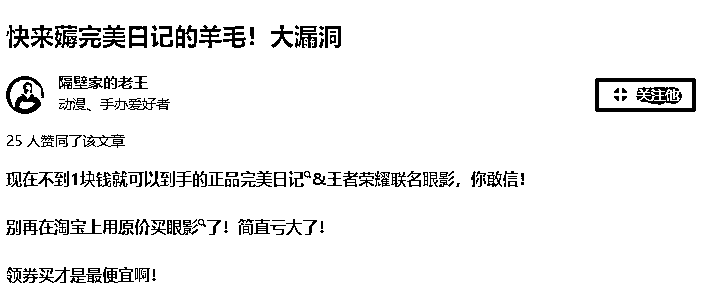 快来薅完美日记的羊毛！大漏洞
隔壁家的老王
动漫、手办爱好者
关注他
25 人赞同了该文章
现在不到1块钱就可以到手的正品完美日记&王者荣耀联名眼影，你敢信！
别再在淘宝上用原价买眼影了！简直亏大了！
领券买才是最便宜啊！